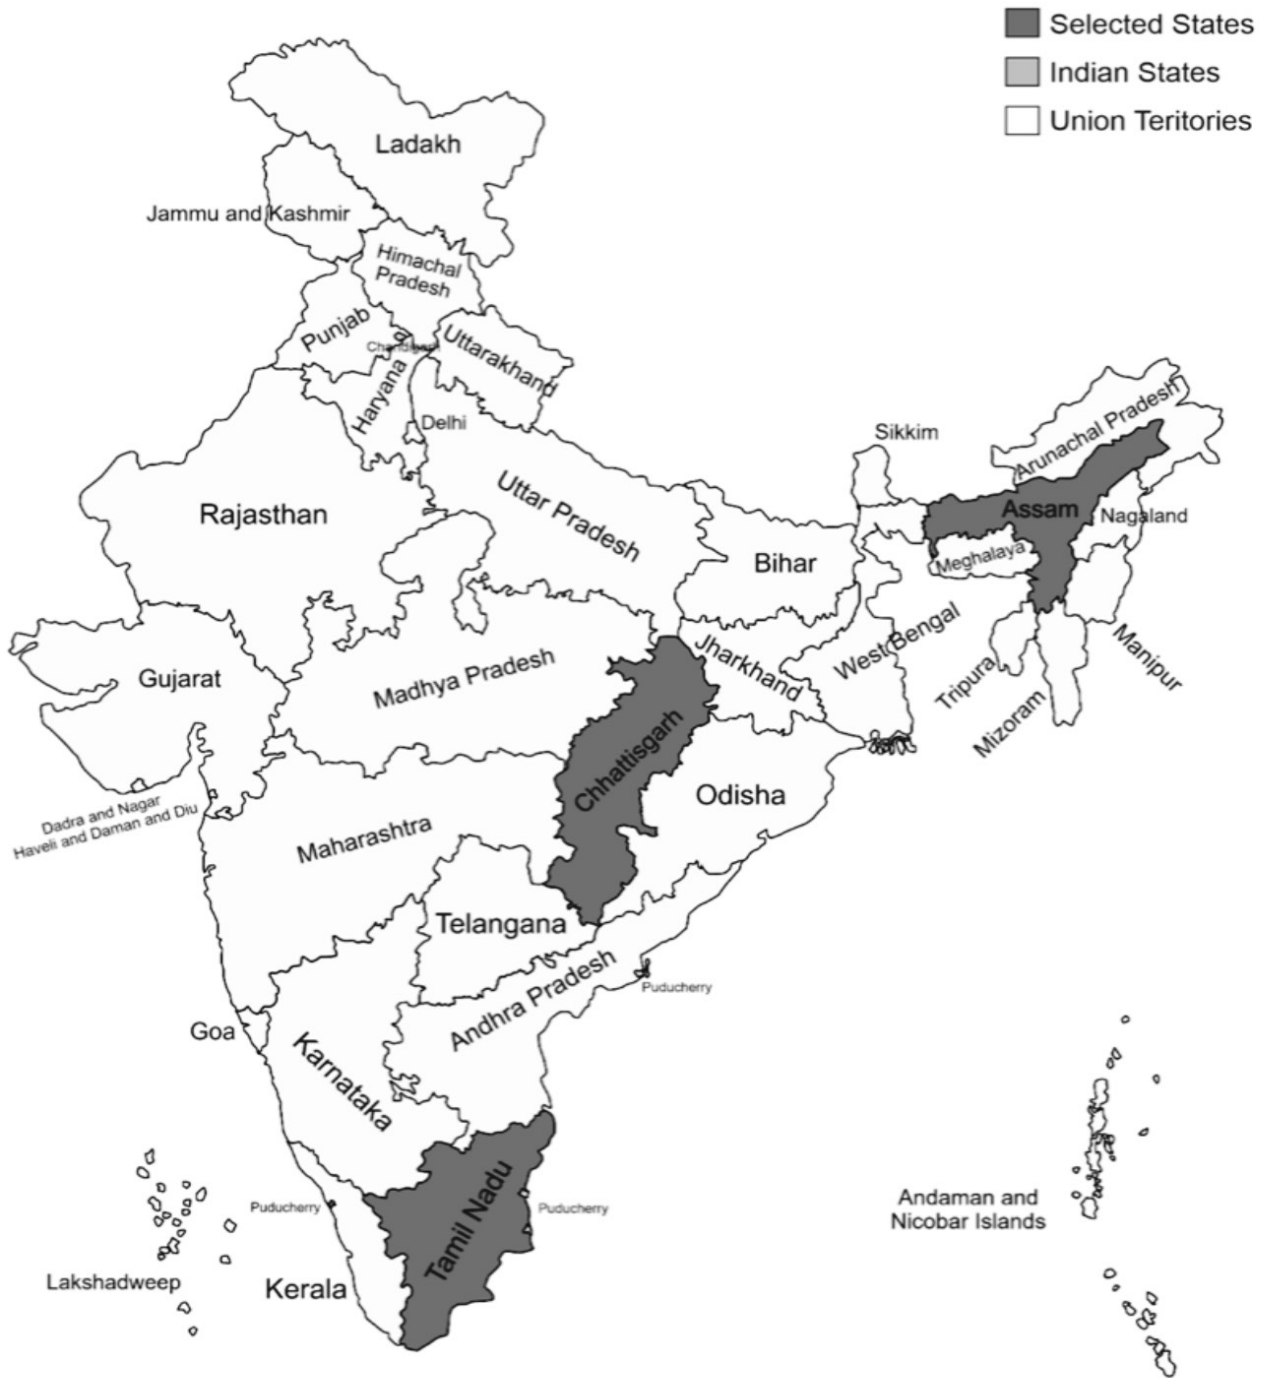 Selected States
Indian States
Union Teritories
Ladakh
Jammu and Kashmir
Himachal
Pradesh
Punjab
Chandigarh
Uttarakhand
Haryana
Delhi
Sikkim
Arunachal Pradesh
Rajasthan
Uttar Pradesh
Assam
Nagaland
Bihar
Meghalaya
Gujarat
Madhya Pradesh
Jharkhand
West Bengal
Tripura
Manipur
Mizoram
Chhattisgarh
Odisha
Dadra and Nagar
Haveli and Daman and Diu
Maharashtra
Telangana
Andhra Pradesh
Puducherry
Goa
Karnataka
Tamil Nadu
Puducherry
Puducherry
Andaman and
Nicobar Islands
Lakshadweep
Kerala